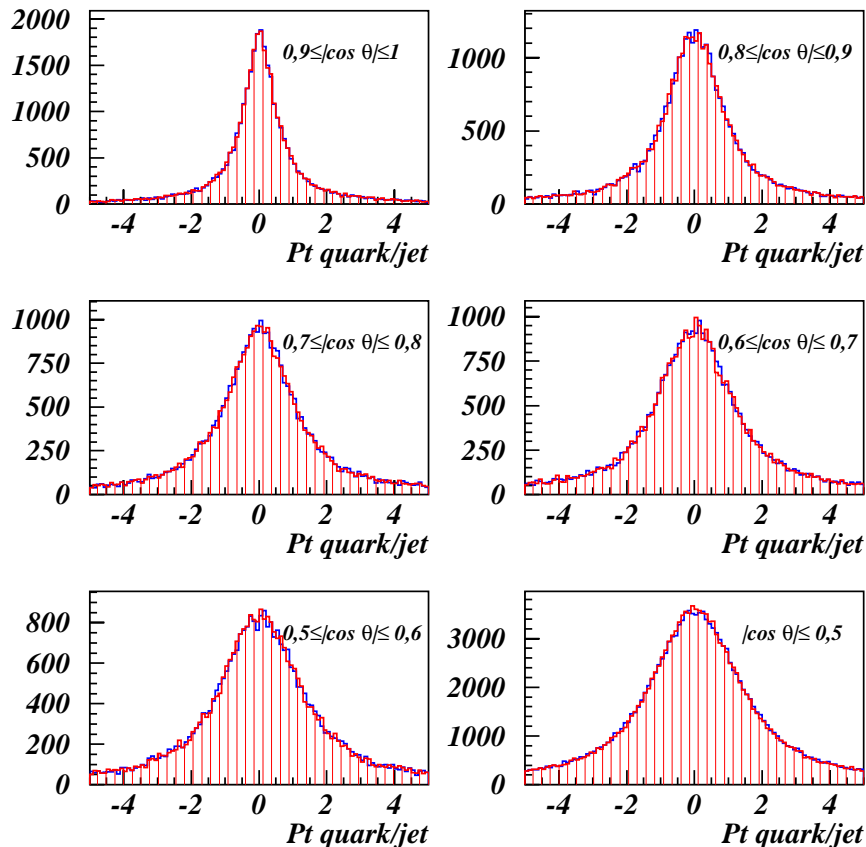 2000
1500
1000
500
0
0,9≤/cos θ/≤1
-4 -2 0 2 4
Pt quark/jet
1000
500
0
0,8≤/cos θ/≤0,9
-4 -2 0 2 4
Pt quark/jet
1000
750
500
250
0
0,7≤/cos θ/≤ 0,8
-4 -2 0 2 4
Pt quark/jet
1000
750
500
250
0
0,6≤/cos θ/≤ 0,7
-4 -2 0 2 4
Pt quark/jet
800
600
400
200
0
0,5≤/cos θ/≤ 0,6
-4 -2 0 2 4
Pt quark/jet
3000
2000
1000
0
/cos θ/≤ 0,5
-4 -2 0 2 4
Pt quark/jet